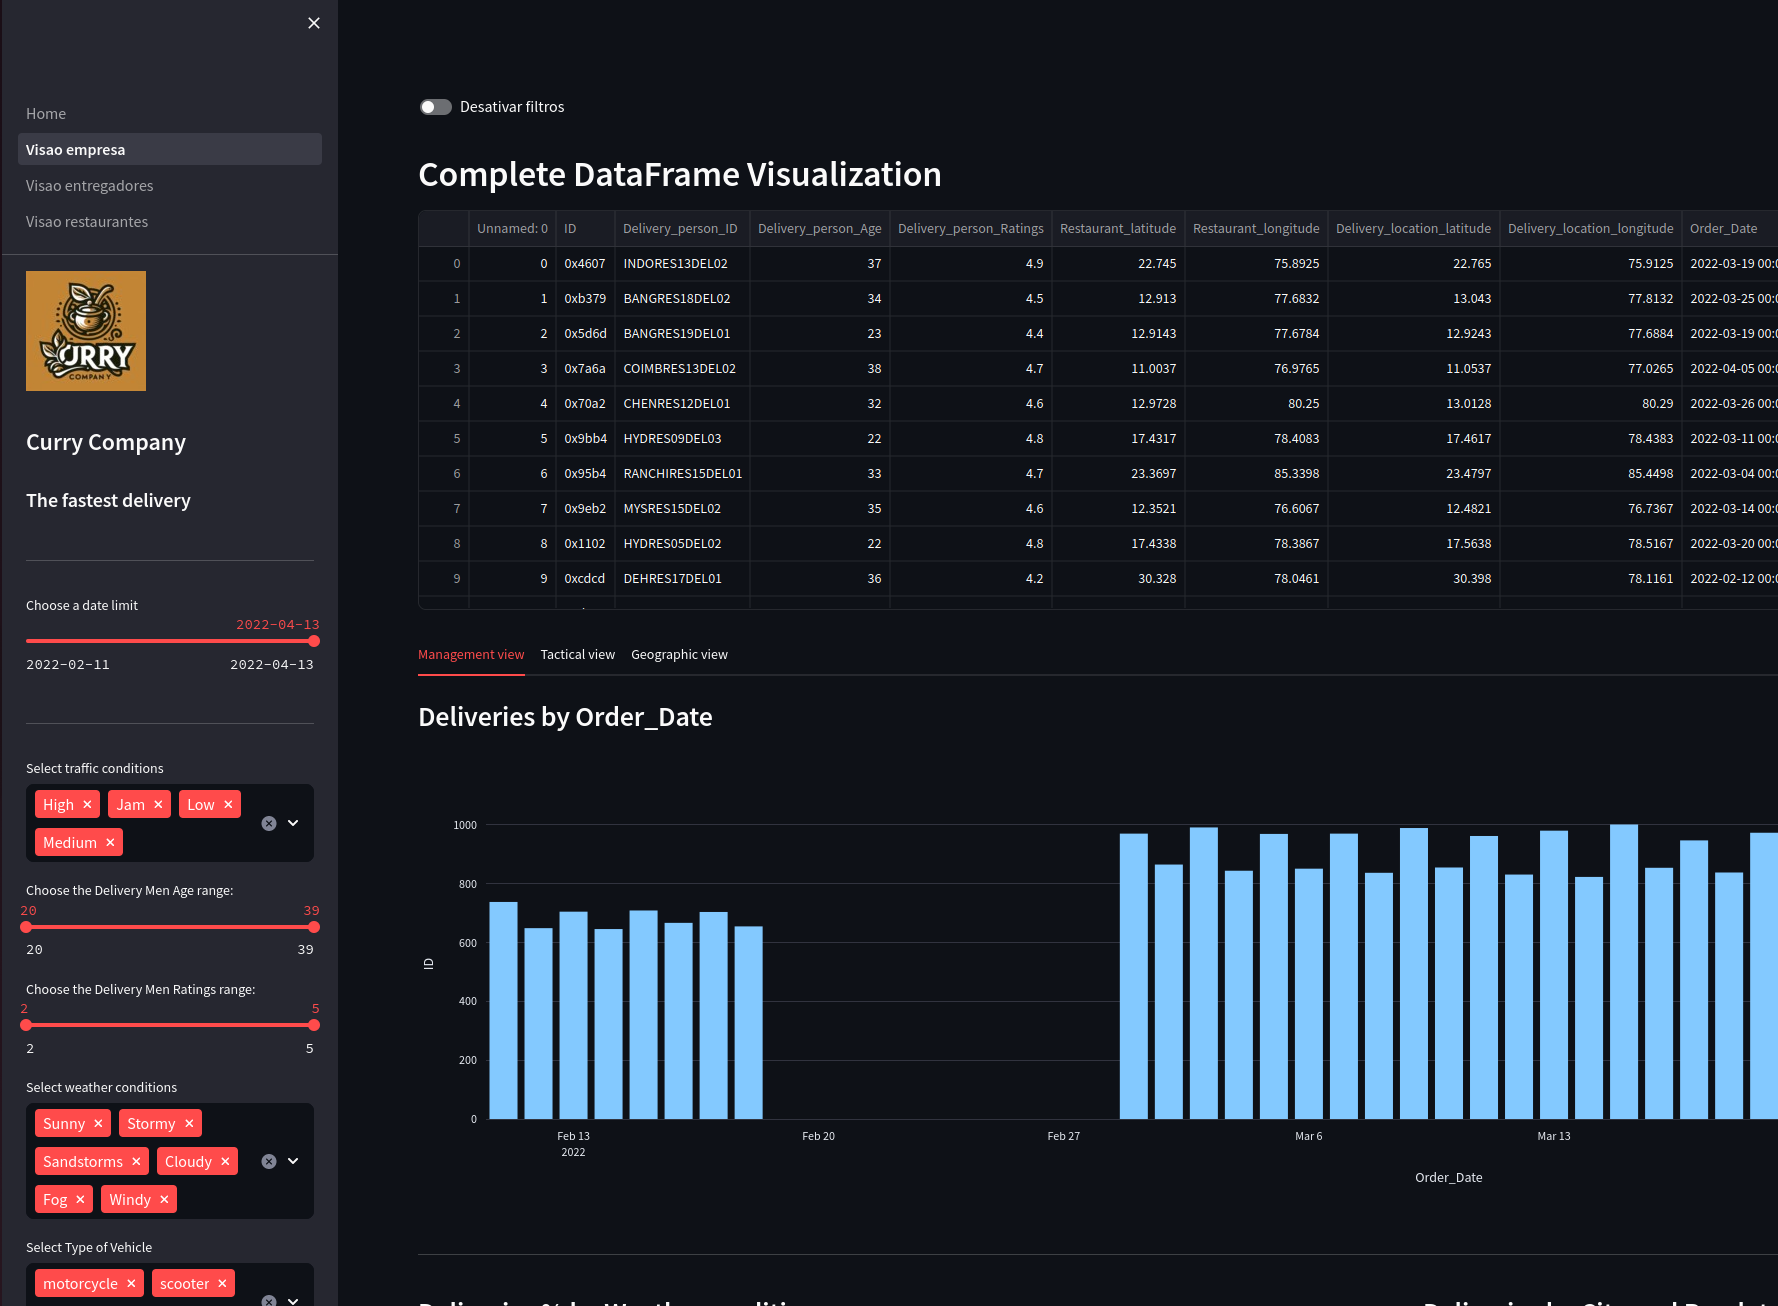 Home
Visao empresa
Visao entregadores
Visao restaurantes
CURRY
COMPANY
Curry Company
The fastest delivery
Choose a date limit
2022-04-13
2022-02-11 2022-04-13
Select traffic conditions
High Jam Low
Medium
Choose the Delivery Men Age range:
20 39
20 39
Choose the Delivery Men Ratings range:
2 5
2 5
Select weather conditions
Sunny Stormy
Sandstorms Cloudy
Fog Windy
Select Type of Vehicle
motorcycle scooter
Desativar filtros
Complete DataFrame Visualization
Unnamed: 0 ID Delivery_person_ID Delivery_person_Age Delivery_person_Ratings Restaurant_latitude Restaurant_longitude Delivery_location_latitude Delivery_location_longitude Order_Date
0 0 0x4607 INDORES13DEL02 37 4.9 22.745 75.8925 22.765 75.9125 2022-03-19 00:0
1 1 0xb379 BANGRES18DEL02 34 4.5 12.913 77.6832 13.043 77.8132 2022-03-25 00:0
2 2 0x5d6d BANGRES19DEL01 23 4.4 12.9143 77.6784 12.9243 77.6884 2022-03-19 00:0
3 3 0x7a6a COIMBRES13DEL02 38 4.7 11.0037 76.9765 11.0537 77.0265 2022-04-05 00:0
4 4 0x70a2 CHENRES12DEL01 32 4.6 12.9728 80.25 13.0128 80.29 2022-03-26 00:0
5 5 0x9bb4 HYDRES09DEL03 22 4.8 17.4317 78.4083 17.4617 78.4383 2022-03-11 00:0
6 6 0x95b4 RANCHIRES15DEL01 33 4.7 23.3697 85.3398 23.4797 85.4498 2022-03-04 00:0
7 7 0x9eb2 MYSRES15DEL02 35 4.6 12.3521 76.6067 12.4821 76.7367 2022-03-14 00:0
8 8 0x1102 HYDRES05DEL02 22 4.8 17.4338 78.3867 17.5638 78.5167 2022-03-20 00:0
9 9 0xcdcd DEHRES17DEL01 36 4.2 30.328 78.0461 30.398 78.1161 2022-02-12 00:0
Management view Tactical view Geographic view
Deliveries by Order_Date
1000
800
600
400
200
0
ID
Feb 13 Feb 20 Feb 27 Mar 6 Mar 13
2022
Order_Date